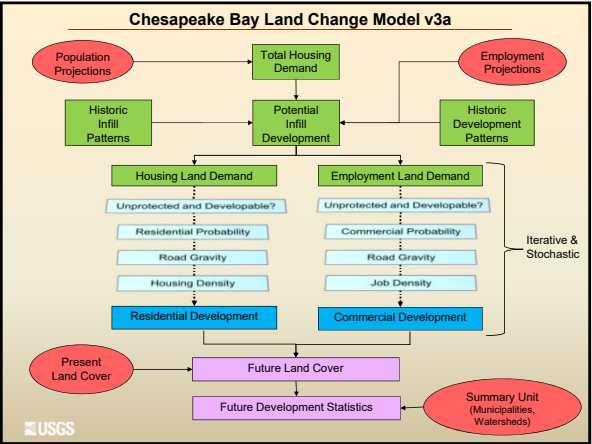 Chesapeake Bay Land Change Model v3a
Population
Projections
Total Housing
Demand
Employment
Projections
Historic
Infill
Patterns
Potential
Infill
Development
Historic
Development
Patterns
Housing Land Demand
Employment Land Demand
Unprotected and Developable?
Unprotected and Developable?
Residential Probability
Commercial Probability
Road Gravity
Road Gravity
Housing Density
Job Density
Iterative &
Stochastic
Residential Development
Commercial Development
Present
Land Cover
Future Land Cover
Future Development Statistics
Summary Unit
(Municipalities,
Watersheds)
USGS